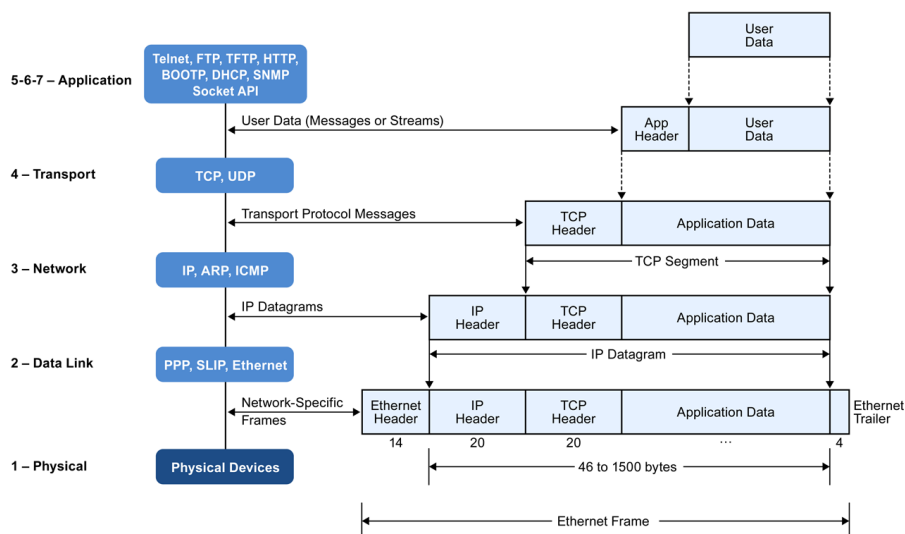 User
Data
Telnet, FTP, TFTP, HTTP,
BOOTP, DHCP, SNMP
Socket API
5-6-7 – Application
User Data (Messages or Streams)
App
Header
User
Data
4 – Transport
TCP, UDP
Transport Protocol Messages
TCP
Header
Application Data
3 – Network
IP, ARP, ICMP
TCP Segment
IP Datagrams
IP
Header
TCP
Header
Application Data
2 – Data Link
PPP, SLIP, Ethernet
IP Datagram
Network-Specific
Frames
Ethernet
Header
IP
Header
TCP
Header
Application Data
Ethernet
Trailer
14
20
20
...
4
1 – Physical
Physical Devices
46 to 1500 bytes
Ethernet Frame